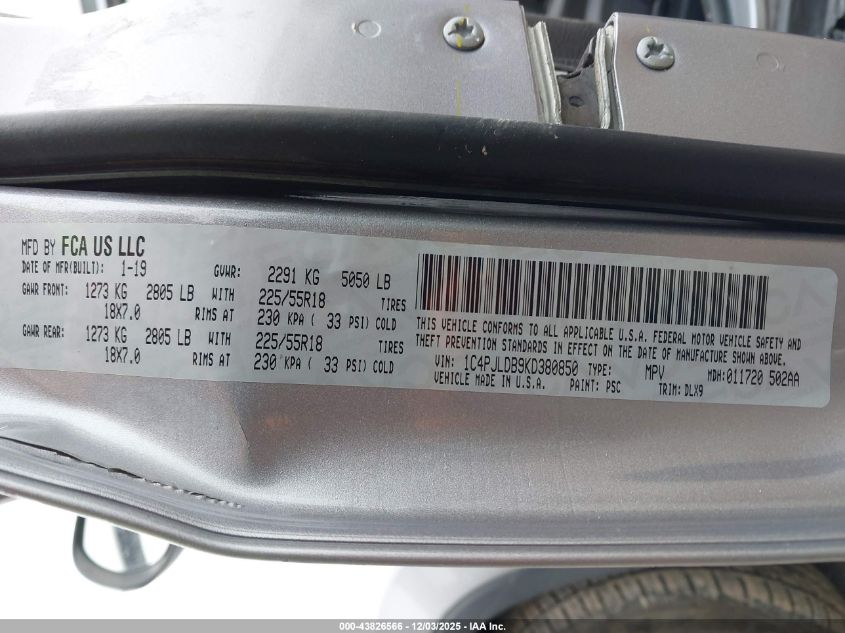 MFD BY FCA US LLC
DATE OF MFR(BUILT): 1-19 GVWR: 2291 KG 5050 LB
GAWR FRONT: 1273 KG 2805 LB WITH 225/55R18 TIRES
18X7.0 RIMS AT 230 KPA ( 33 PSI) COLD
GAWR REAR: 1273 KG 2805 LB WITH 225/55R18 TIRES
18X7.0 RIMS AT 230 KPA ( 33 PSI) COLD
THIS VEHICLE CONFORMS TO ALL APPLICABLE U.S.A. FEDERAL MOTOR VEHICLE SAFETY AND
THEFT PREVENTION STANDARDS IN EFFECT ON THE DATE OF MANUFACTURE SHOWN ABOVE.
VIN: 1C4PJLDB9KD380850 TYPE: MPV MDH:011720 502AA
VEHICLE MADE IN U.S.A. PAINT: PSC TRIM: DLX9
000-43826566 - 12/03/2025 - IAA, Inc.